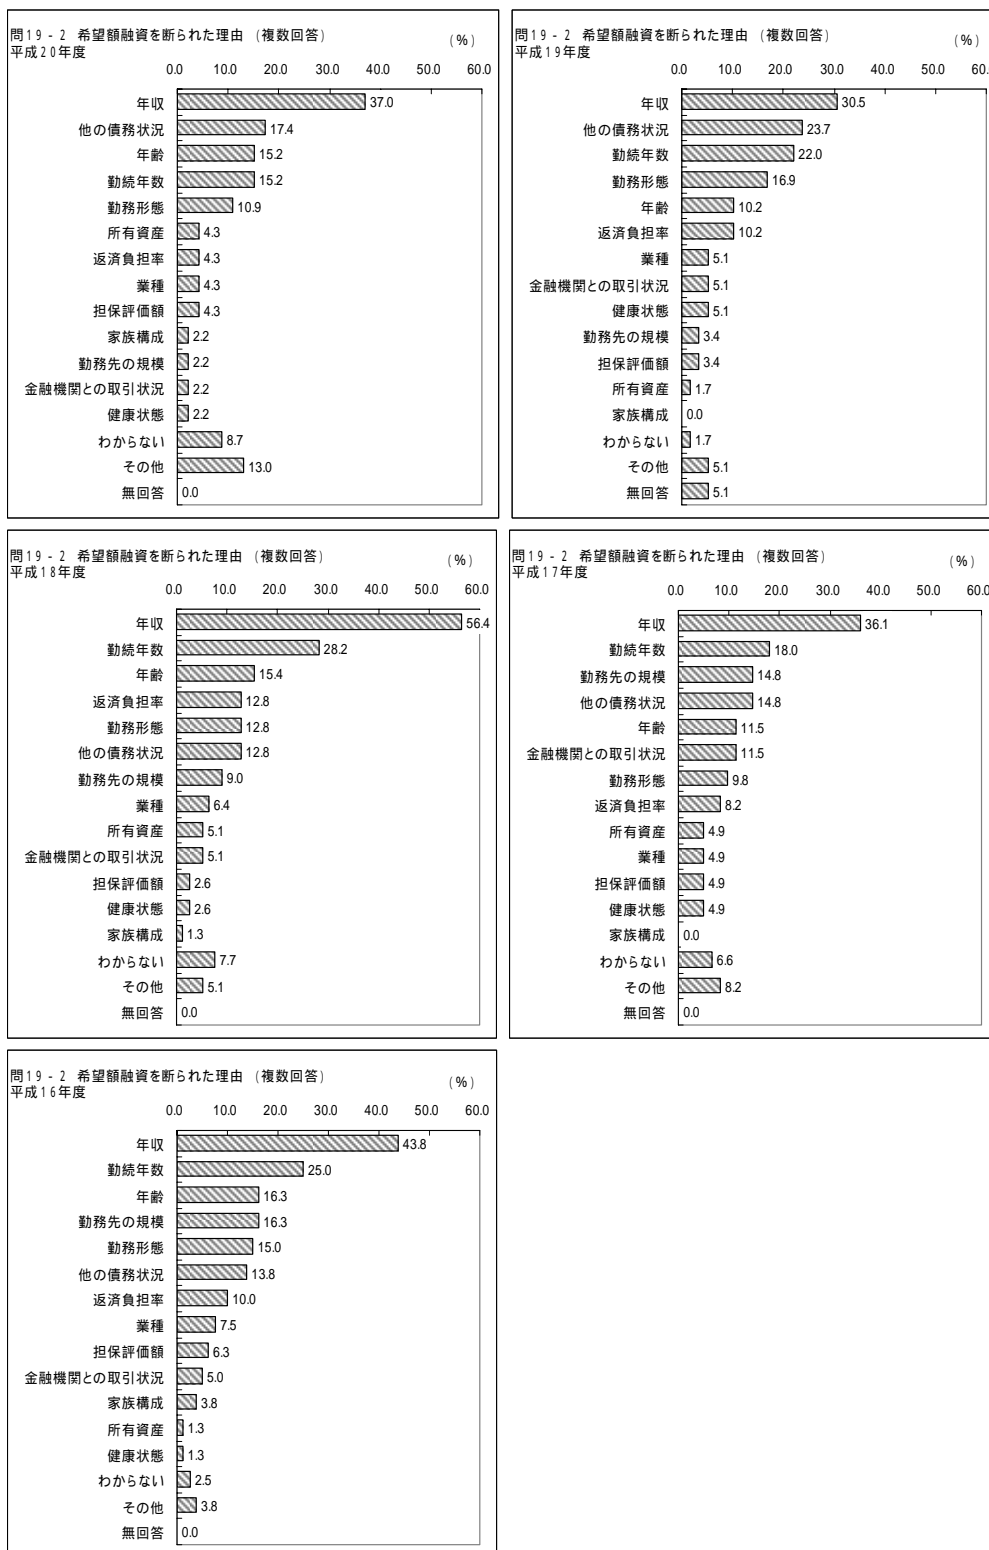 問19-2 希望額融資を断られた理由 (複数回答) (%)
平成20年度
0.0 10.0 20.0 30.0 40.0 50.0 60.0
年収 37.0
他の債務状況 17.4
年齢 15.2
勤続年数 15.2
勤務形態 10.9
所有資産 4.3
返済負担率 4.3
業種 4.3
担保評価額 4.3
家族構成 2.2
勤務先の規模 2.2
金融機関との取引状況 2.2
健康状態 2.2
わからない 8.7
その他 13.0
無回答 0.0
問19-2 希望額融資を断られた理由 (複数回答) (%)
平成19年度
0.0 10.0 20.0 30.0 40.0 50.0 60.0
年収 30.5
他の債務状況 23.7
勤続年数 22.0
勤務形態 16.9
年齢 10.2
返済負担率 10.2
業種 5.1
金融機関との取引状況 5.1
健康状態 5.1
勤務先の規模 3.4
担保評価額 3.4
所有資産 1.7
家族構成 0.0
わからない 1.7
その他 5.1
無回答 5.1
問19-2 希望額融資を断られた理由 (複数回答) (%)
平成18年度
0.0 10.0 20.0 30.0 40.0 50.0 60.0
年収 56.4
勤続年数 28.2
年齢 15.4
返済負担率 12.8
勤務形態 12.8
他の債務状況 12.8
勤務先の規模 9.0
業種 6.4
所有資産 5.1
金融機関との取引状況 5.1
担保評価額 2.6
健康状態 2.6
家族構成 1.3
わからない 7.7
その他 5.1
無回答 0.0
問19-2 希望額融資を断られた理由 (複数回答) (%)
平成17年度
0.0 10.0 20.0 30.0 40.0 50.0 60.0
年収 36.1
勤続年数 18.0
勤務先の規模 14.8
他の債務状況 14.8
年齢 11.5
金融機関との取引状況 11.5
勤務形態 9.8
返済負担率 8.2
所有資産 4.9
業種 4.9
担保評価額 4.9
健康状態 4.9
家族構成 0.0
わからない 6.6
その他 8.2
無回答 0.0
問19-2 希望額融資を断られた理由 (複数回答) (%)
平成16年度
0.0 10.0 20.0 30.0 40.0 50.0 60.0
年収 43.8
勤続年数 25.0
年齢 16.3
勤務先の規模 16.3
勤務形態 15.0
他の債務状況 13.8
返済負担率 10.0
業種 7.5
担保評価額 6.3
金融機関との取引状況 5.0
家族構成 3.8
所有資産 1.3
健康状態 1.3
わからない 2.5
その他 3.8
無回答 0.0